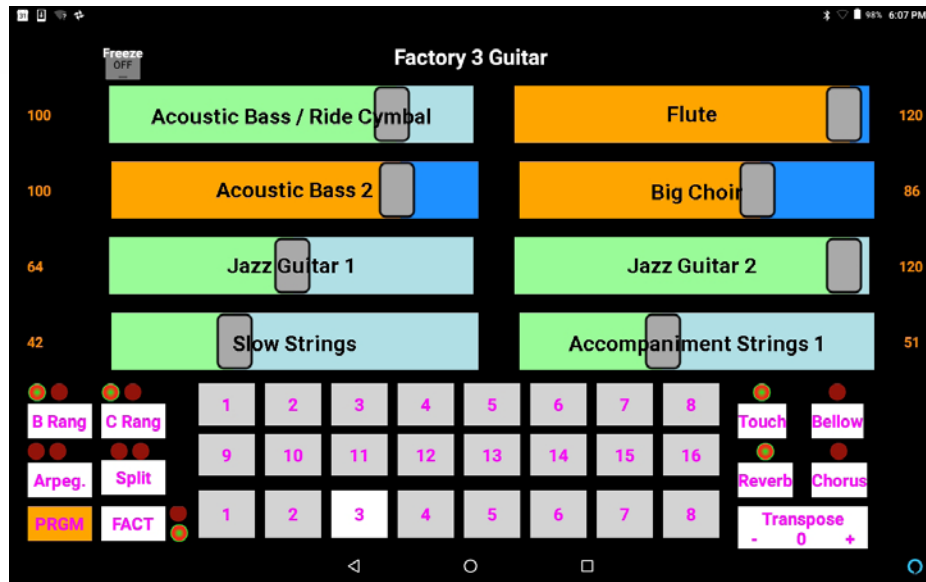 31 98% 6:07 PM
Freeze
OFF
Factory 3 Guitar
100 Acoustic Bass / Ride Cymbal Flute 120
100 Acoustic Bass 2 Big Choir 86
64 Jazz Guitar 1 Jazz Guitar 2 120
42 Slow Strings Accompaniment Strings 1 51
B Rang C Rang 1 2 3 4 5 6 7 8 Touch Bellow
Arpeg. Split 9 10 11 12 13 14 15 16 Reverb Chorus
PRGM FACT 1 2 3 4 5 6 7 8 Transpose
- 0 +